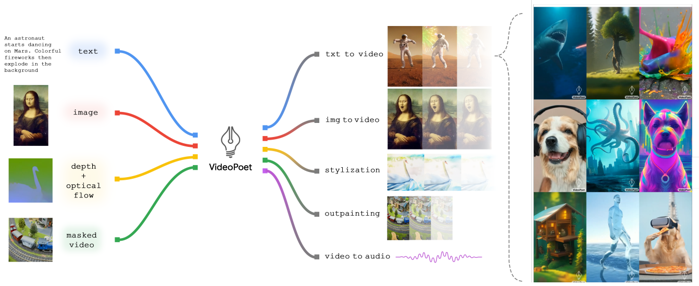 An astronaut
starts dancing
on Mars. Colorful
fireworks then
explode in the
background
text
image
depth
+
optical
flow
masked
video
VideoPoet
txt to video
img to video
stylization
outpainting
video to audio